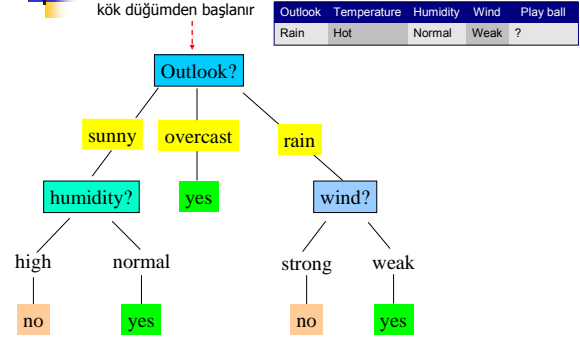 kök düğümden başlanır
Outlook Temperature Humidity Wind Play ball
Rain Hot Normal Weak ?
Outlook?
sunny overcast rain
humidity? yes wind?
high normal strong weak
no yes no yes